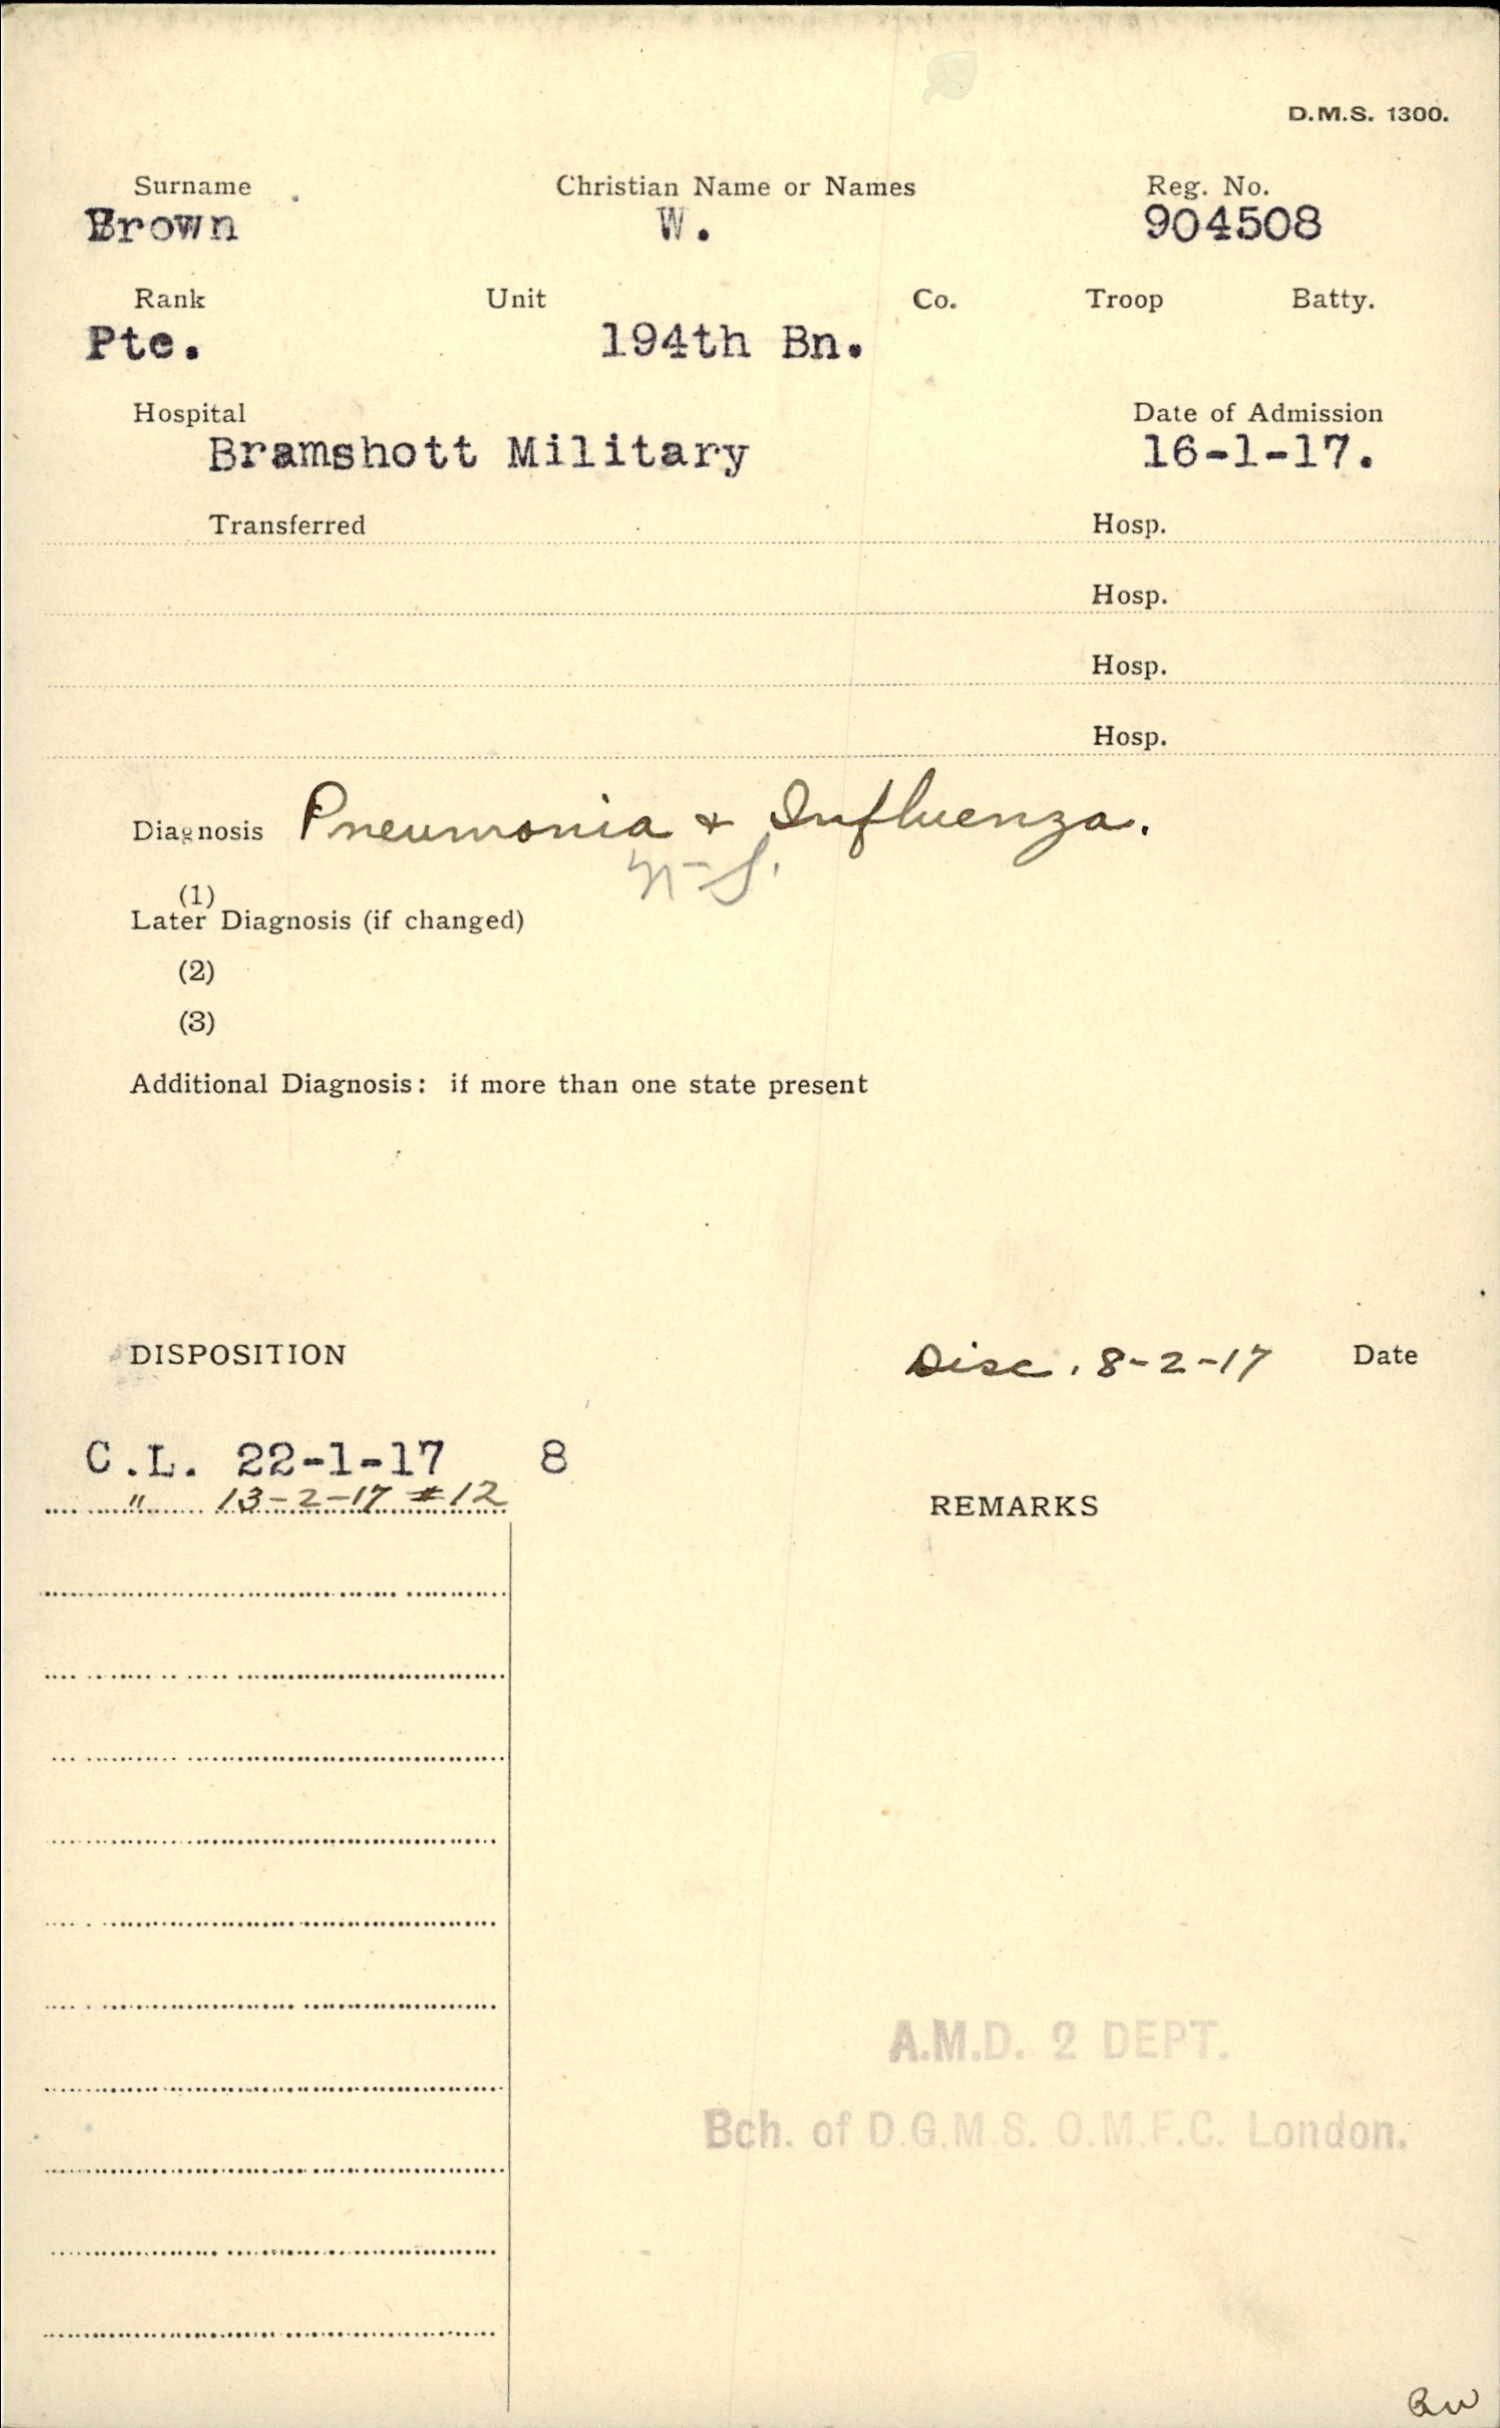 D.M.S. 1300.
Surname Christian Name or Names Reg. No.
Brown W. 904508
Rank Unit Co. Troop Batty.
Pte. 194th Bn.
Hospital Date of Admission
Bramshott Military 16-1-17.
Transferred Hosp.
Hosp.
Hosp.
Hosp.
Diagnosis Pneumonia & Influenza.
(1)
Later Diagnosis (if changed)
(2)
(3)
Additional Diagnosis: if more than one state present
DISPOSITION Disc. 8-2-17 Date
C.L. 22-1-17 8
" 13-2-17 #12
REMARKS
A.M.D. 2 DEPT.
Bch. of D.G.M.S. O.M.F.C. London.